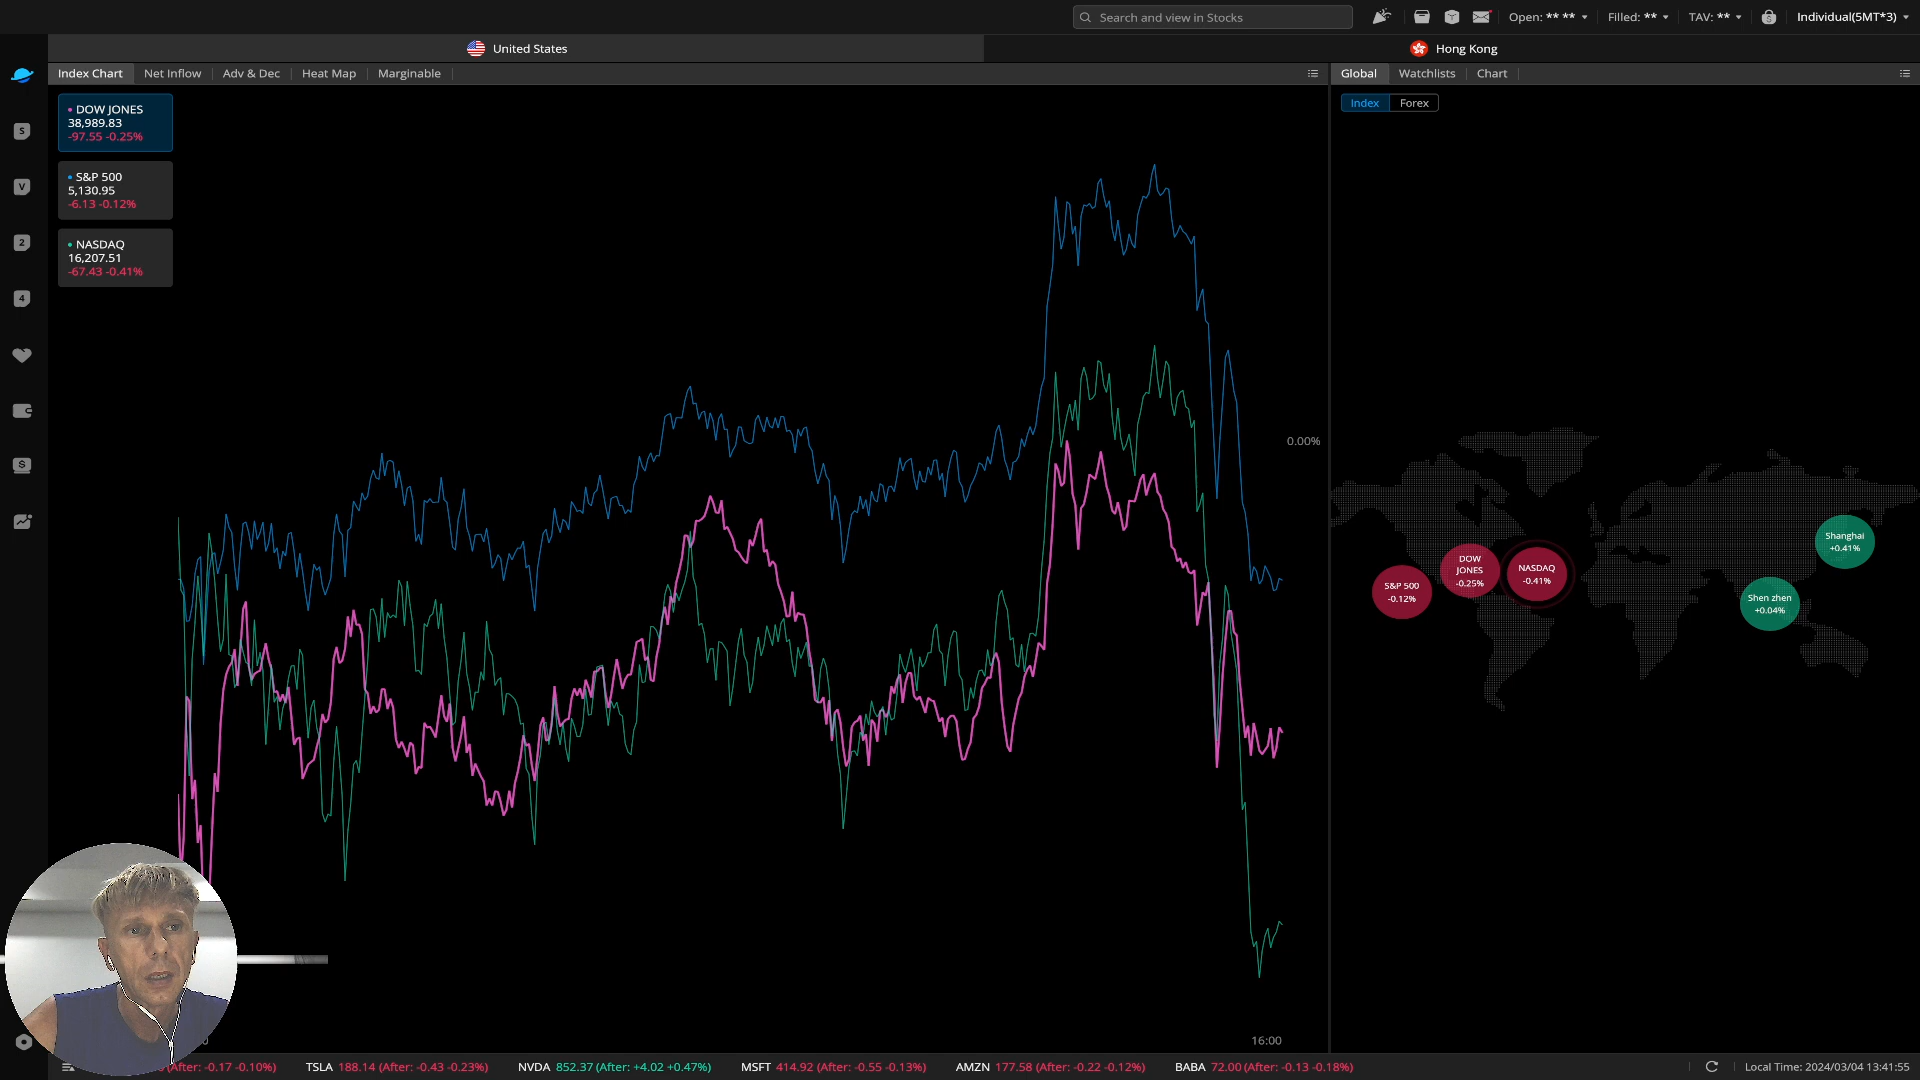 Search and view in Stocks
Open: ** **
Filled: **
TAV: **
Individual(5MT*3)
United States
Hong Kong
Index Chart
Net Inflow
Adv & Dec
Heat Map
Marginable
Global
Watchlists
Chart
Index
Forex
S
V
2
4
S
DOW JONES
38,989.83
-97.55 -0.25%
S&P 500
5,130.95
-6.13 -0.12%
NASDAQ
16,207.51
-67.43 -0.41%
0.00%
16:00
S&P 500
-0.12%
DOW
JONES
-0.25%
NASDAQ
-0.41%
Shanghai
+0.41%
Shen zhen
+0.04%
(After: -0.17 -0.10%)
TSLA 188.14 (After: -0.43 -0.23%)
NVDA 852.37 (After: +4.02 +0.47%)
MSFT 414.92 (After: -0.55 -0.13%)
AMZN 177.58 (After: -0.22 -0.12%)
BABA 72.00 (After: -0.13 -0.18%)
Local Time: 2024/03/04 13:41:55